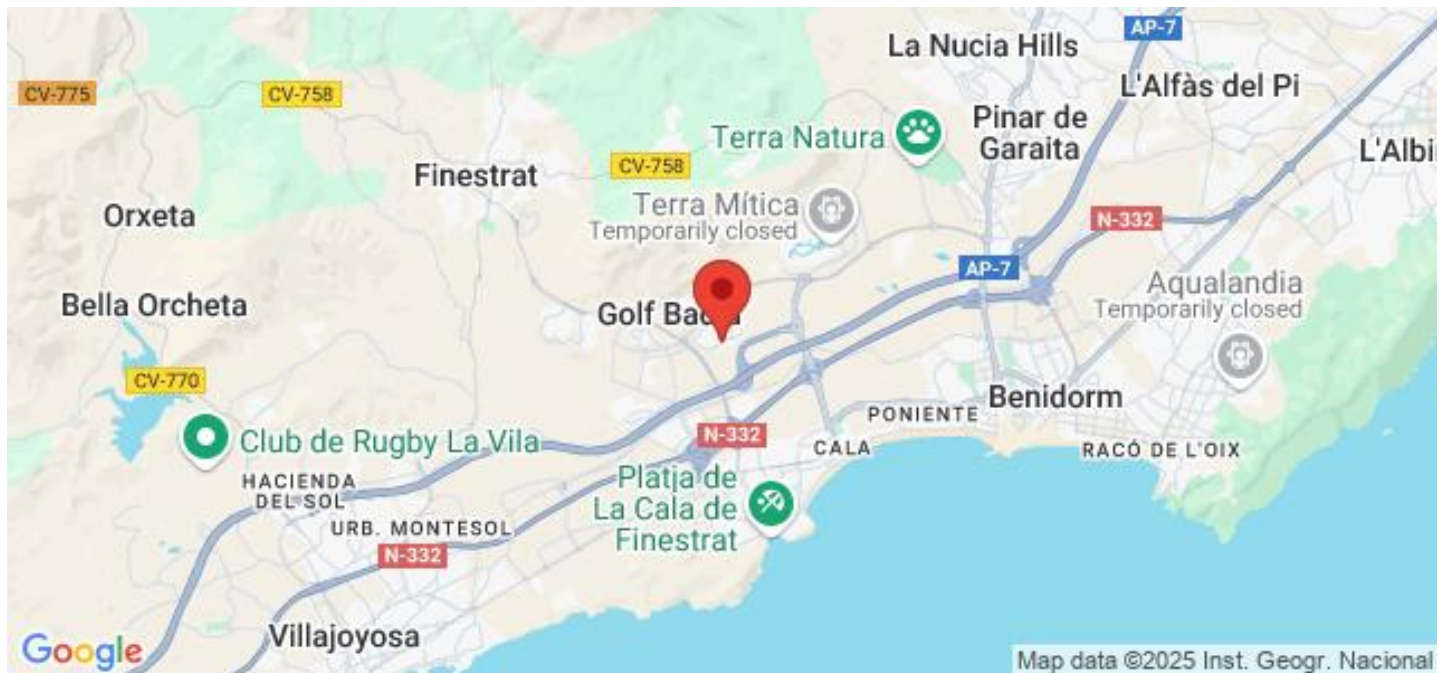 AP-7
La Nucia Hills
L'Alfàs del Pi
CV-775
CV-758
Terra Natura
Pinar de
Garaita
L'Albi
Finestrat
CV-758
Orxeta
Terra Mítica
Temporarily closed
N-332
AP-7
Aqualandia
Temporarily closed
Bella Orcheta
Golf
CV-770
Benidorm
PONIENTE
Club de Rugby La Vila
N-332
CALA
RACÓ DE L'OIX
HACIENDA
DEL SOL
Platja de
La Cala de
Finestrat
URB. MONTESOL
N-332
Villajoyosa
Google
Map data ©2025 Inst. Geogr. Nacional